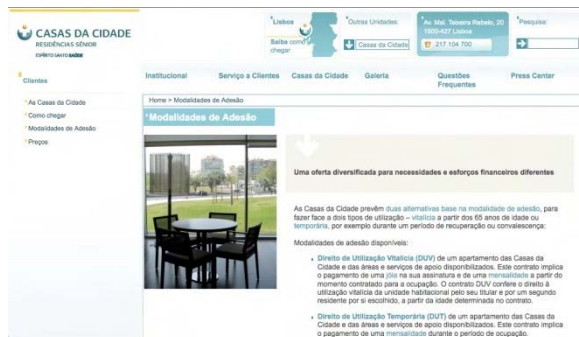 CASAS DA CIDADE
RESIDÊNCIAS SÉNIOR
ESPÍRITO SANTO SAÚDE
Lisboa
Saiba como chegar
Outras Unidades:
Casas da Cidade
Av. Mal. Teixeira Rebelo, 20
1500-427 Lisboa
217 104 700
Pesquisa:
Clientes
Institucional
Serviço a Clientes
Casas da Cidade
Galeria
Questões Frequentes
Press Center
As Casas da Cidade
Como chegar
Modalidades de Adesão
Preços
Home > Modalidades de Adesão
Modalidades de Adesão
Uma oferta diversificada para necessidades e esforços financeiros diferentes
As Casas da Cidade prevêm duas alternativas base na modalidade de adesão, para
fazer face a dois tipos de utilização – vitalícia a partir dos 65 anos de idade ou
temporária, por exemplo durante um período de recuperação ou convalescença:
Modalidades de adesão disponíveis:
Direito de Utilização Vitalícia (DUV) de um apartamento das Casas da
Cidade e das áreas e serviços de apoio disponibilizados. Este contrato implica
o pagamento de uma jóia na sua assinatura e de uma mensalidade a partir do
momento contratado para a ocupação. O contrato DUV confere o direito à
utilização vitalícia da unidade habitacional pelo seu titular e por um segundo
residente por si escolhido, a partir da idade determinada no contrato.
Direito de Utilização Temporária (DUT) de um apartamento das Casas da
Cidade e das áreas e serviços de apoio disponibilizados. Este contrato implica
o pagamento de uma mensalidade durante o período de ocupação.